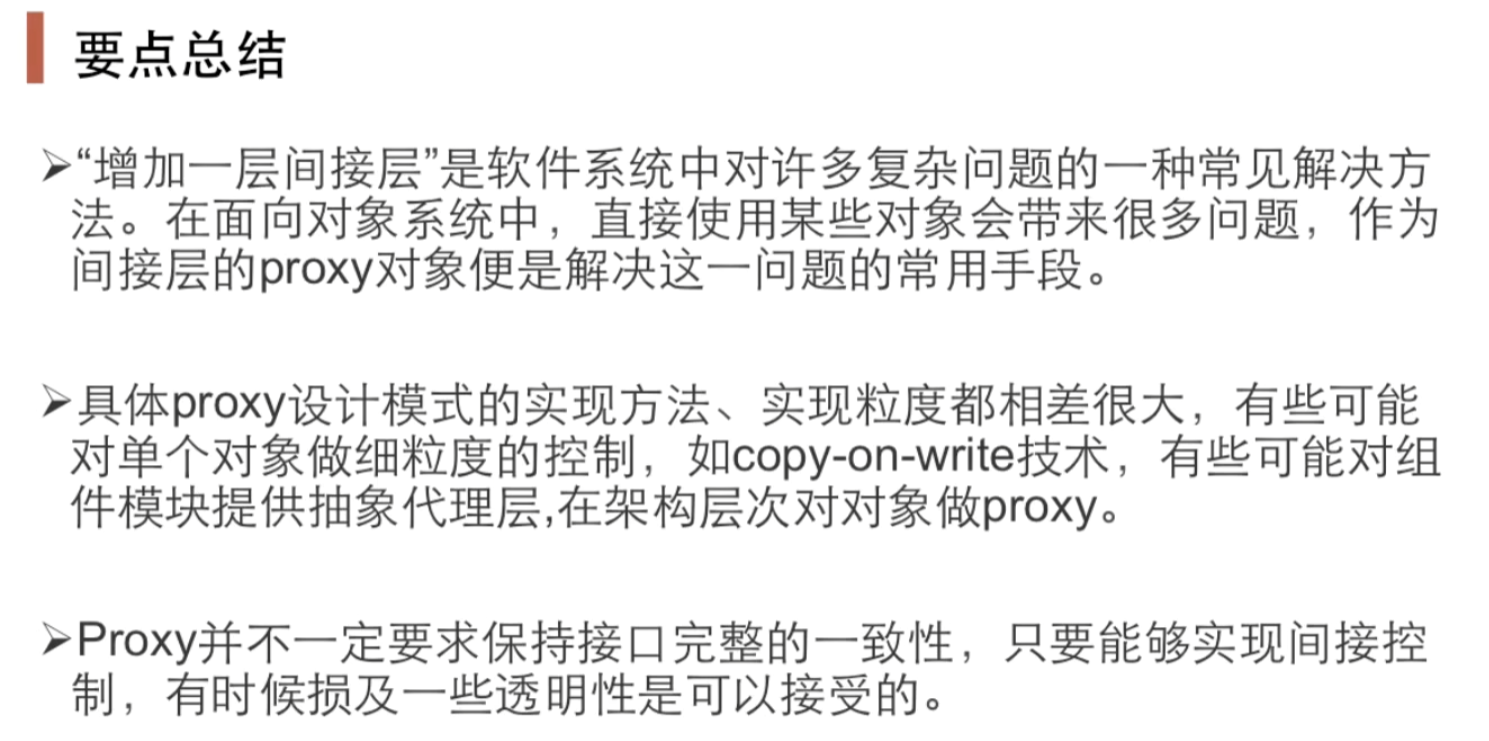 要点总结
➢“增加一层间接层”是软件系统中对许多复杂问题的一种常见解决方
法。在面向对象系统中，直接使用某些对象会带来很多问题，作为
间接层的proxy对象便是解决这一问题的常用手段。
➢具体proxy设计模式的实现方法、实现粒度都相差很大，有些可能
对单个对象做细粒度的控制，如copy-on-write技术，有些可能对组
件模块提供抽象代理层,在架构层次对对象做proxy。
➢Proxy并不一定要求保持接口完整的一致性，只要能够实现间接控
制，有时候损及一些透明性是可以接受的。